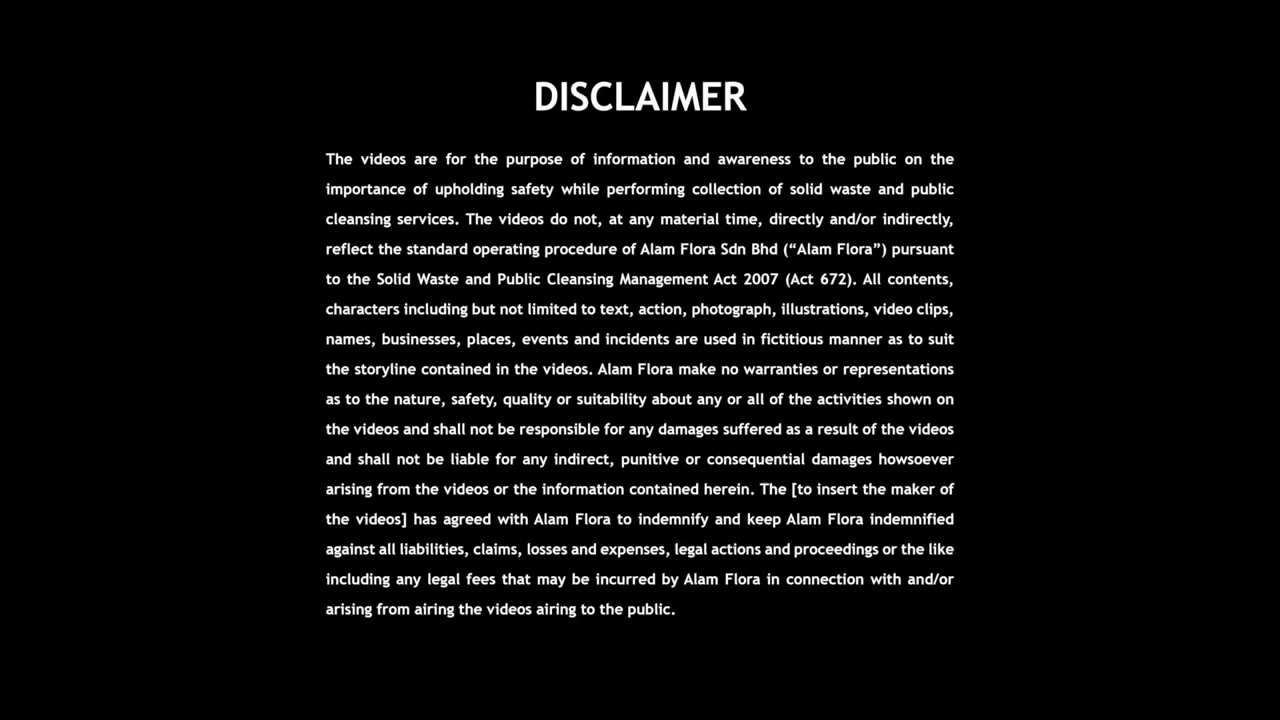 DISCLAIMER
The videos are for the purpose of information and awareness to the public on the
importance of upholding safety while performing collection of solid waste and public
cleansing services. The videos do not, at any material time, directly and/or indirectly,
reflect the standard operating procedure of Alam Flora Sdn Bhd (“Alam Flora”) pursuant
to the Solid Waste and Public Cleansing Management Act 2007 (Act 672). All contents,
characters including but not limited to text, action, photograph, illustrations, video clips,
names, businesses, places, events and incidents are used in fictitious manner as to suit
the storyline contained in the videos. Alam Flora make no warranties or representations
as to the nature, safety, quality or suitability about any or all of the activities shown on
the videos and shall not be responsible for any damages suffered as a result of the videos
and shall not be liable for any indirect, punitive or consequential damages howsoever
arising from the videos or the information contained herein. The [to insert the maker of
the videos] has agreed with Alam Flora to indemnify and keep Alam Flora indemnified
against all liabilities, claims, losses and expenses, legal actions and proceedings or the like
including any legal fees that may be incurred by Alam Flora in connection with and/or
arising from airing the videos airing to the public.